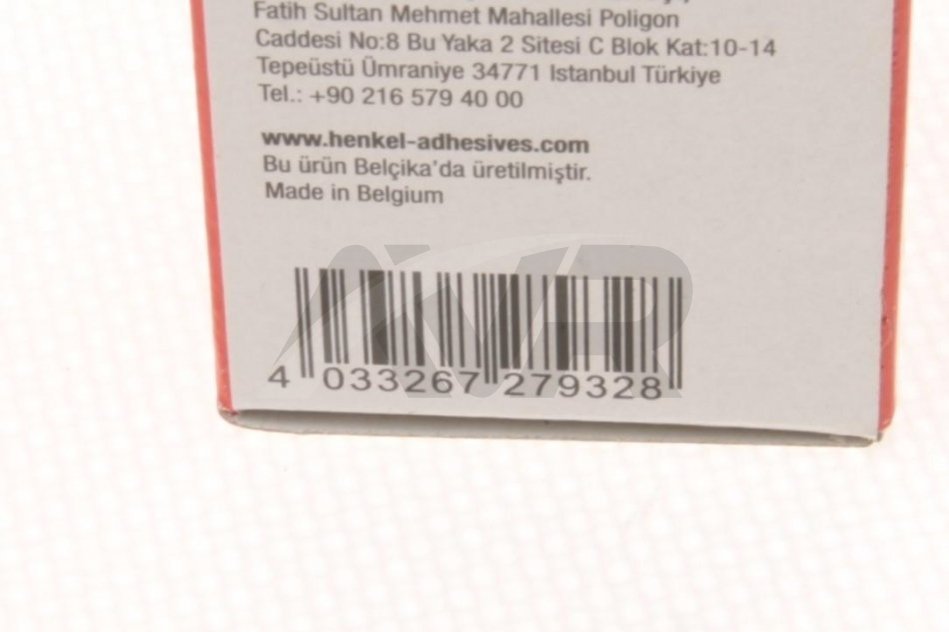 Fatih Sultan Mehmet Mahallesi Poligon
Caddesi No:8 Bu Yaka 2 Sitesi C Blok Kat:10-14
Tepeüstü Ümraniye 34771 Istanbul Türkiye
Tel.: +90 216 579 40 00
www.henkel-adhesives.com
Bu ürün Belçika'da üretilmiştir.
Made in Belgium
AVR
4 033267 279328